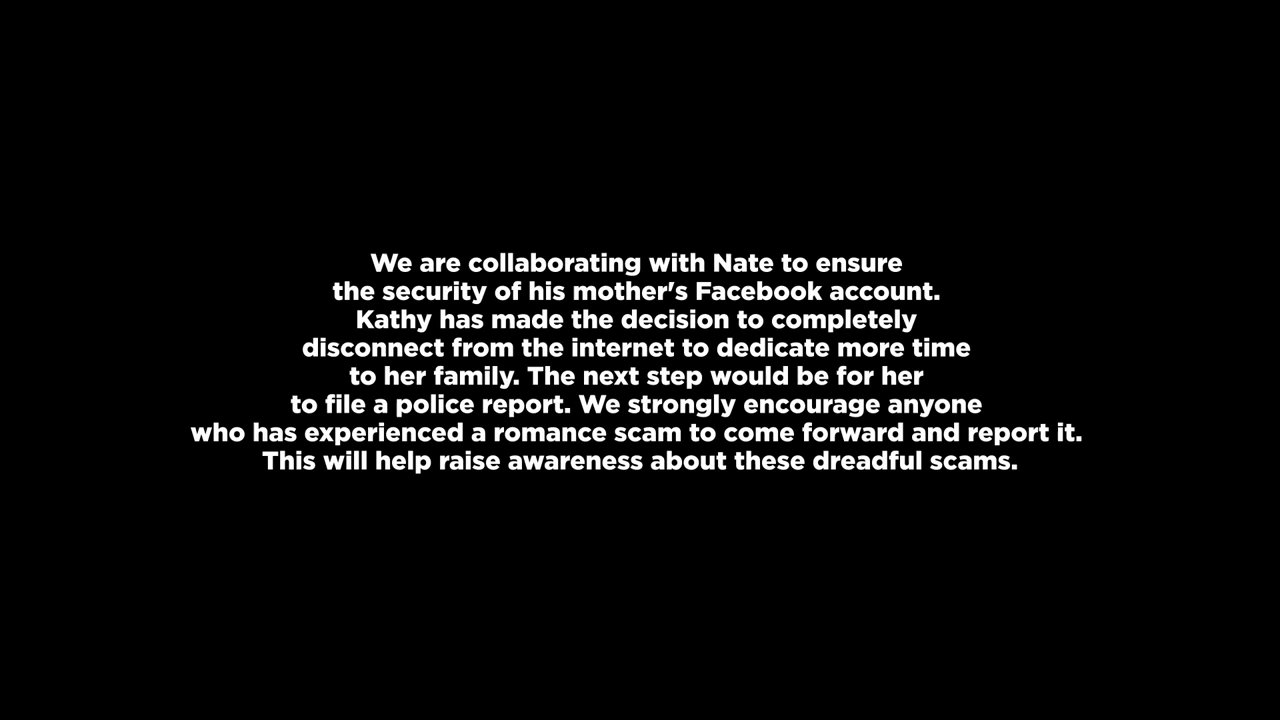 We are collaborating with Nate to ensure
the security of his mother's Facebook account.
Kathy has made the decision to completely
disconnect from the internet to dedicate more time
to her family. The next step would be for her
to file a police report. We strongly encourage anyone
who has experienced a romance scam to come forward and report it.
This will help raise awareness about these dreadful scams.